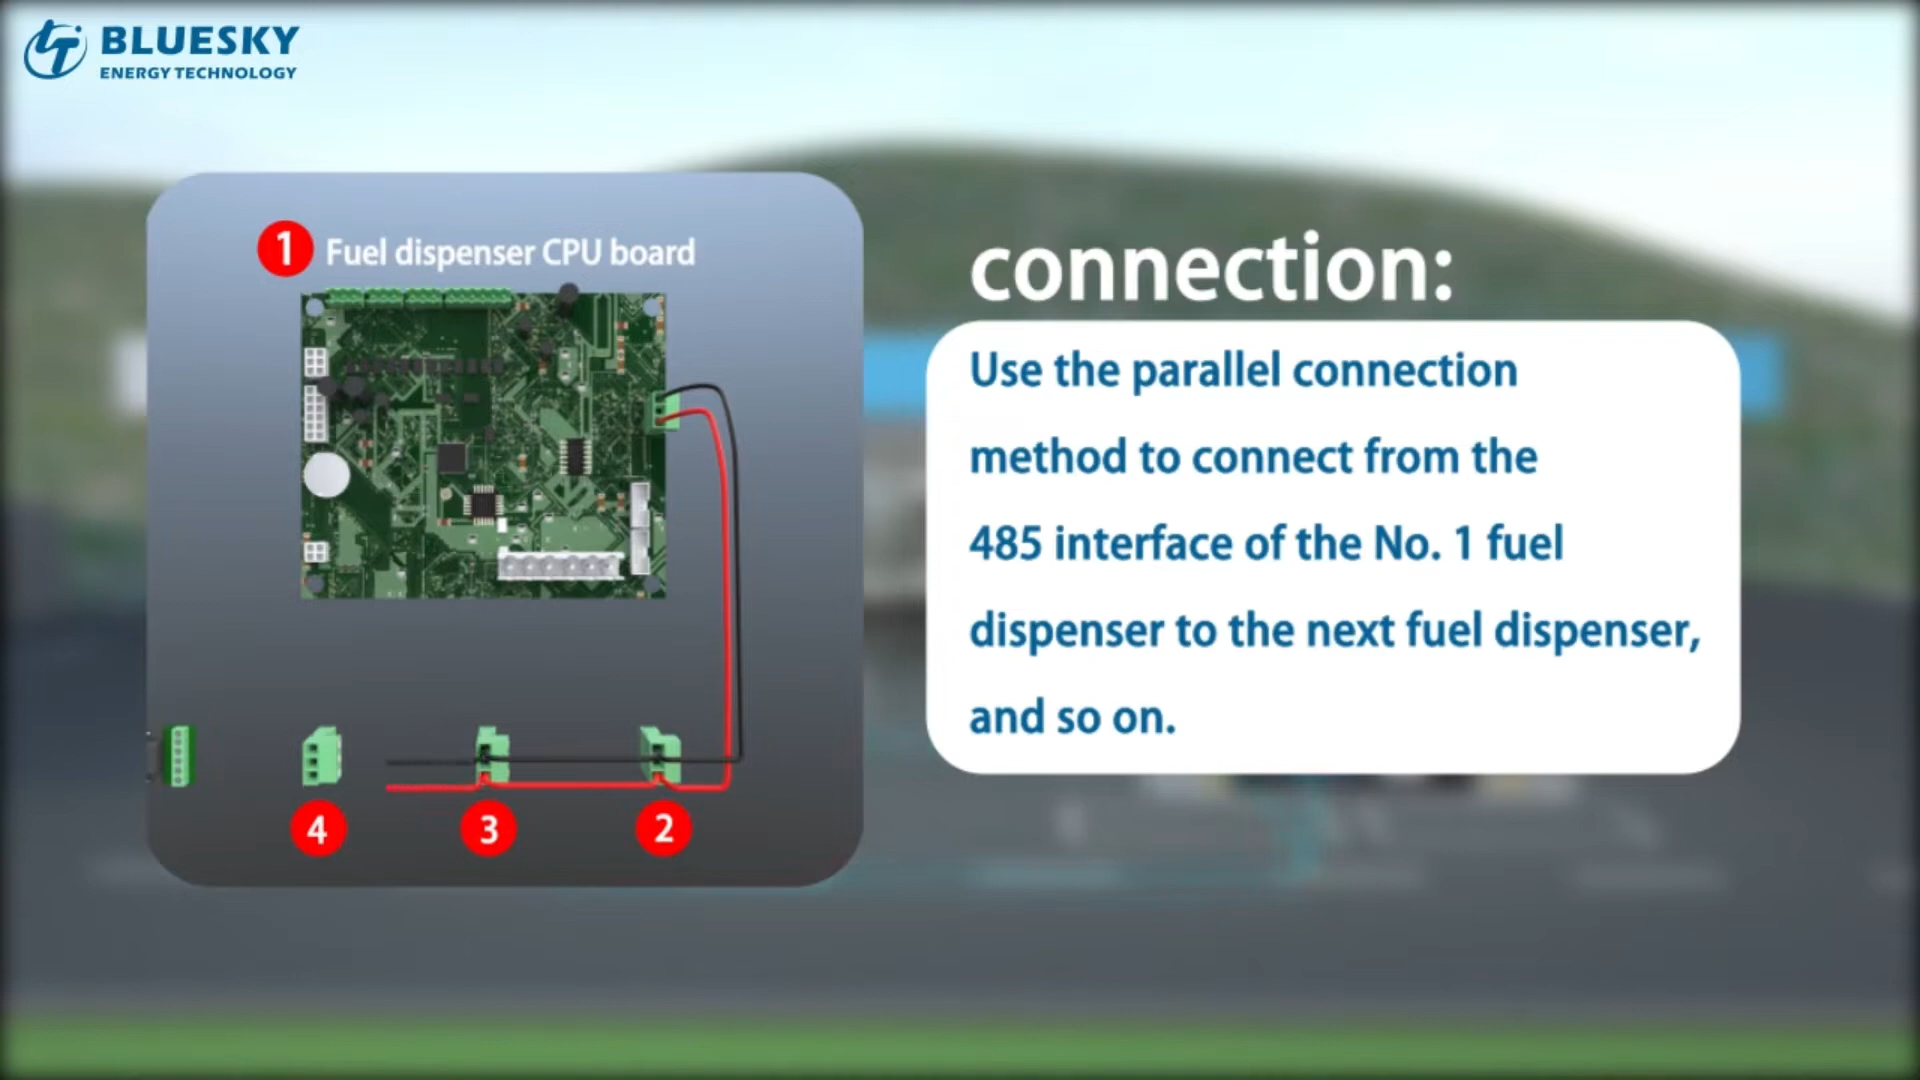 BLUESKY
ENERGY TECHNOLOGY
1 Fuel dispenser CPU board
connection:
Use the parallel connection
method to connect from the
485 interface of the No. 1 fuel
dispenser to the next fuel dispenser,
and so on.
4 3 2